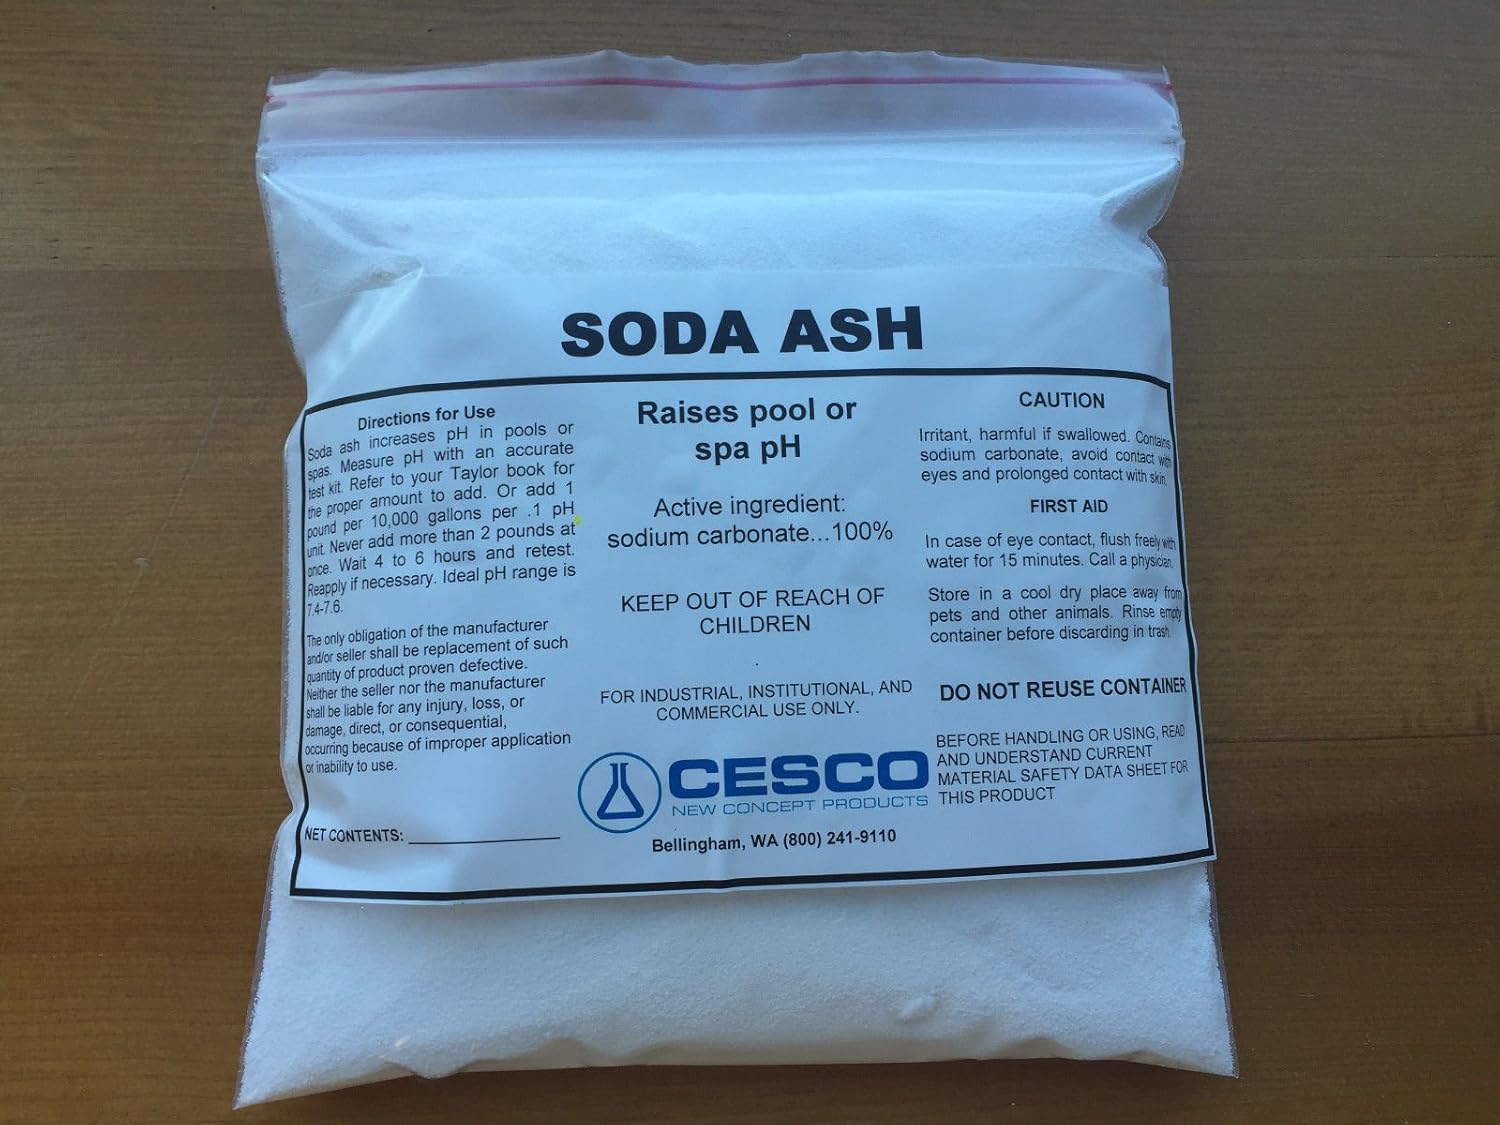 SODA ASH
Directions for Use
Soda ash increases pH in pools or
spas. Measure pH with an accurate
test kit. Refer to your Taylor book for
the proper amount to add. Or add 1
pound per 10,000 gallons per .1 pH
unit. Never add more than 2 pounds at
once. Wait 4 to 6 hours and retest.
Reapply if necessary. Ideal pH range is
7.4-7.6.
The only obligation of the manufacturer
and/or seller shall be replacement of such
quantity of product proven defective.
Neither the seller nor the manufacturer
shall be liable for any injury, loss, or
damage, direct, or consequential,
occurring because of improper application
or inability to use.
NET CONTENTS:
Raises pool or
spa pH
Active ingredient:
sodium carbonate...100%
KEEP OUT OF REACH OF
CHILDREN
FOR INDUSTRIAL, INSTITUTIONAL, AND
COMMERCIAL USE ONLY.
CESCO
NEW CONCEPT PRODUCTS
Bellingham, WA (800) 241-9110
CAUTION
Irritant, harmful if swallowed. Contains
sodium carbonate, avoid contact with
eyes and prolonged contact with skin.
FIRST AID
In case of eye contact, flush freely with
water for 15 minutes. Call a physician.
Store in a cool dry place away from
pets and other animals. Rinse empty
container before discarding in trash.
DO NOT REUSE CONTAINER
BEFORE HANDLING OR USING, READ
AND UNDERSTAND CURRENT
MATERIAL SAFETY DATA SHEET FOR
THIS PRODUCT